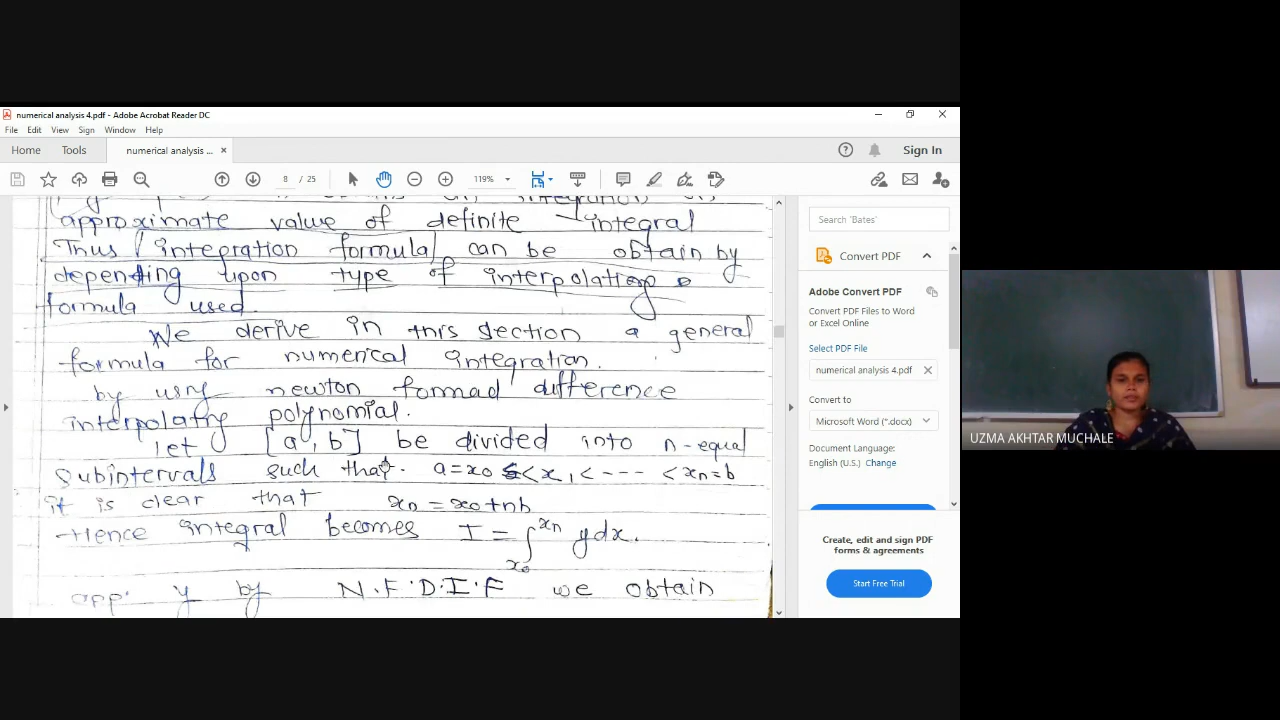 numerical analysis 4.pdf - Adobe Acrobat Reader DC
File Edit View Sign Window Help
Home Tools numerical analysis ... × Sign In
8 / 25 119%
approximate value of definite integral
Thus integration formula can be obtain by
depending upon type of interpolating
formula used.
We derive in this section a general
formula for numerical integration.
by using newton forward difference
interpolating polynomial.
let [a, b] be divided into n-equal
Subintervals such that. a=x0 < x1 < --- < xn=b
it is clear that xn = x0+nh
Hence integral becomes I = ∫x0^xn ydx.
app. y by N.F.D.I.F we obtain
Search 'Bates'
Convert PDF
Adobe Convert PDF
Convert PDF Files to Word
or Excel Online
Select PDF File
numerical analysis 4.pdf ×
Convert to
Microsoft Word (*.docx)
Document Language:
English (U.S.) Change
Create, edit and sign PDF
forms & agreements
Start Free Trial
UZMA AKHTAR MUCHALE